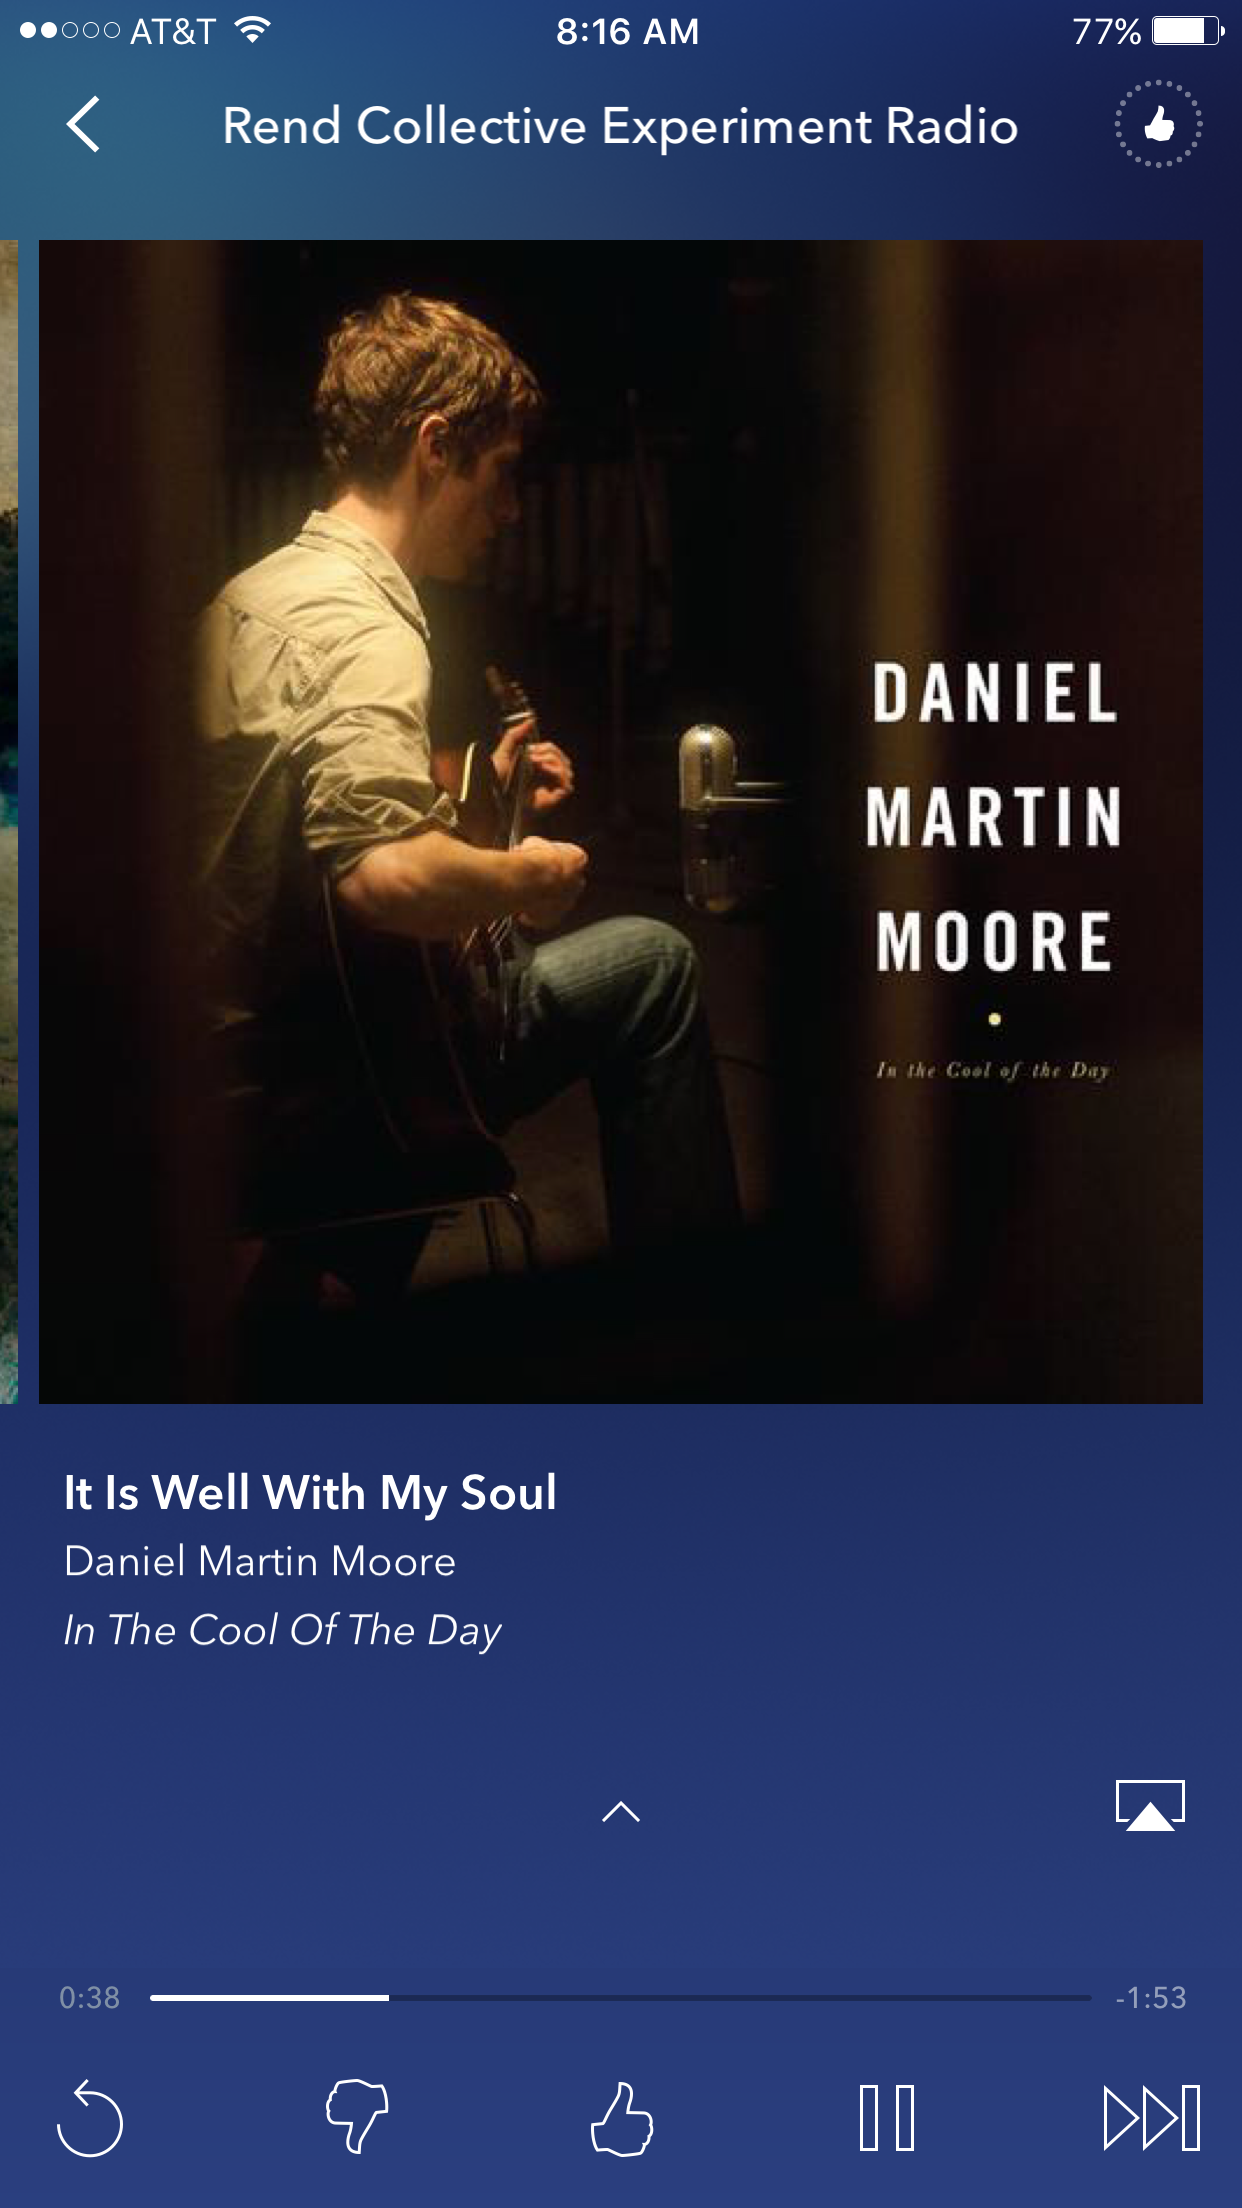 AT&T 8:16 AM 77%
Rend Collective Experiment Radio
DANIEL
MARTIN
MOORE
In the Cool of the Day
It Is Well With My Soul
Daniel Martin Moore
In The Cool Of The Day
0:38 -1:53